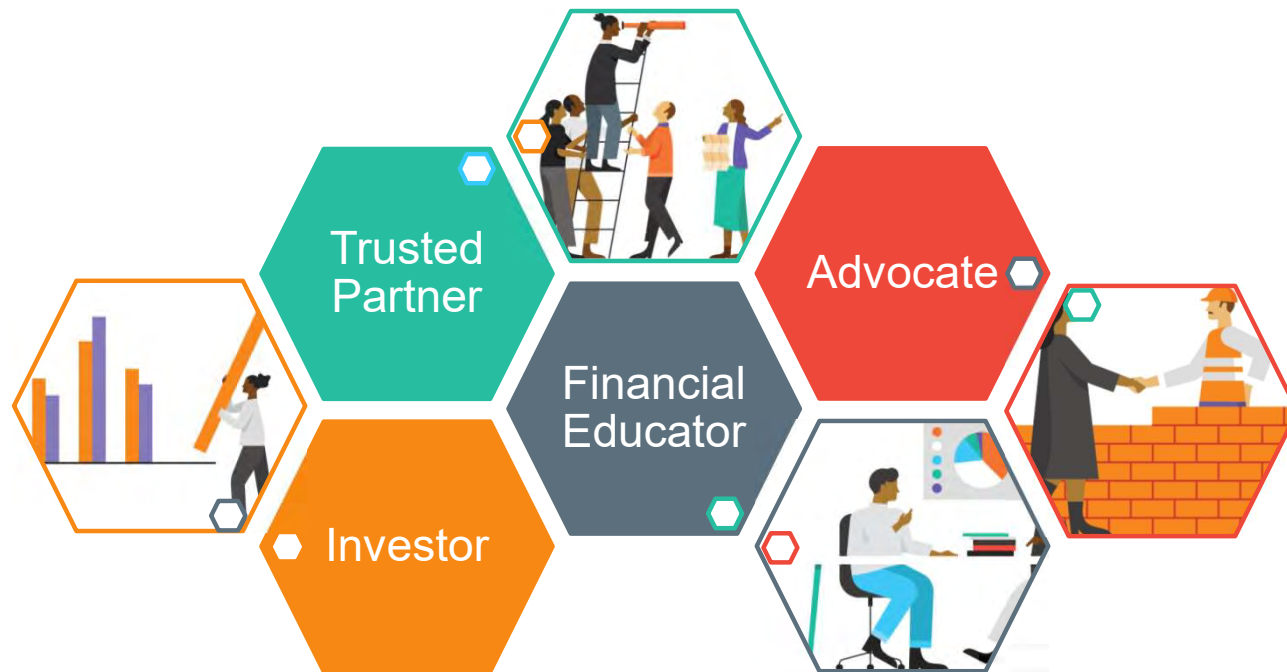 Trusted
Partner
Advocate
Financial
Educator
Investor